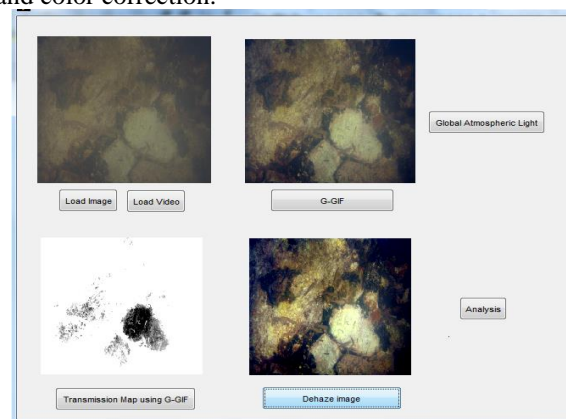 and color correction.
Global Atmospheric Light
Load Image
Load Video
G-GIF
Analysis
Transmission Map using G-GIF
Dehaze image